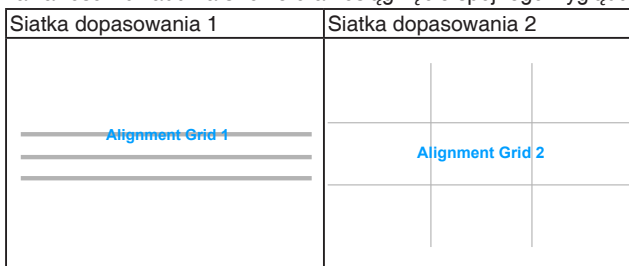 Siatka dopasowania 1
Siatka dopasowania 2
Alignment Grid 1
Alignment Grid 2